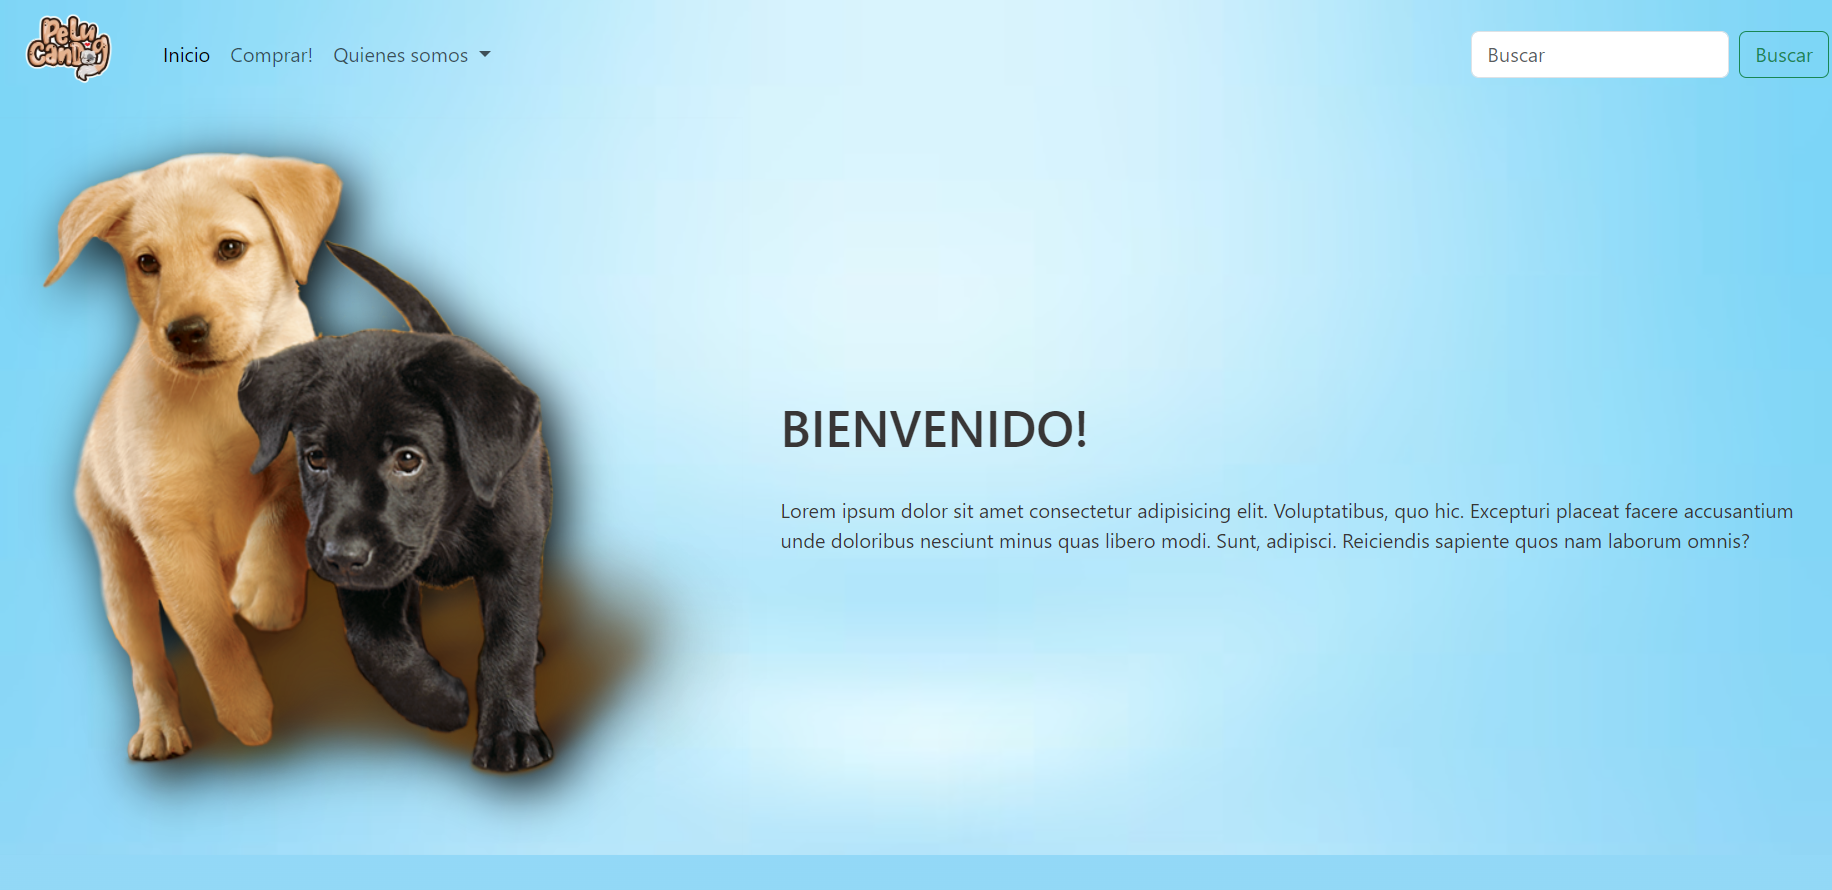 Pelu
CanDog
Inicio
Comprar!
Quienes somos
Buscar
Buscar
BIENVENIDO!
Lorem ipsum dolor sit amet consectetur adipisicing elit. Voluptatibus, quo hic. Excepturi placeat facere accusantium
unde doloribus nesciunt minus quas libero modi. Sunt, adipisci. Reiciendis sapiente quos nam laborum omnis?